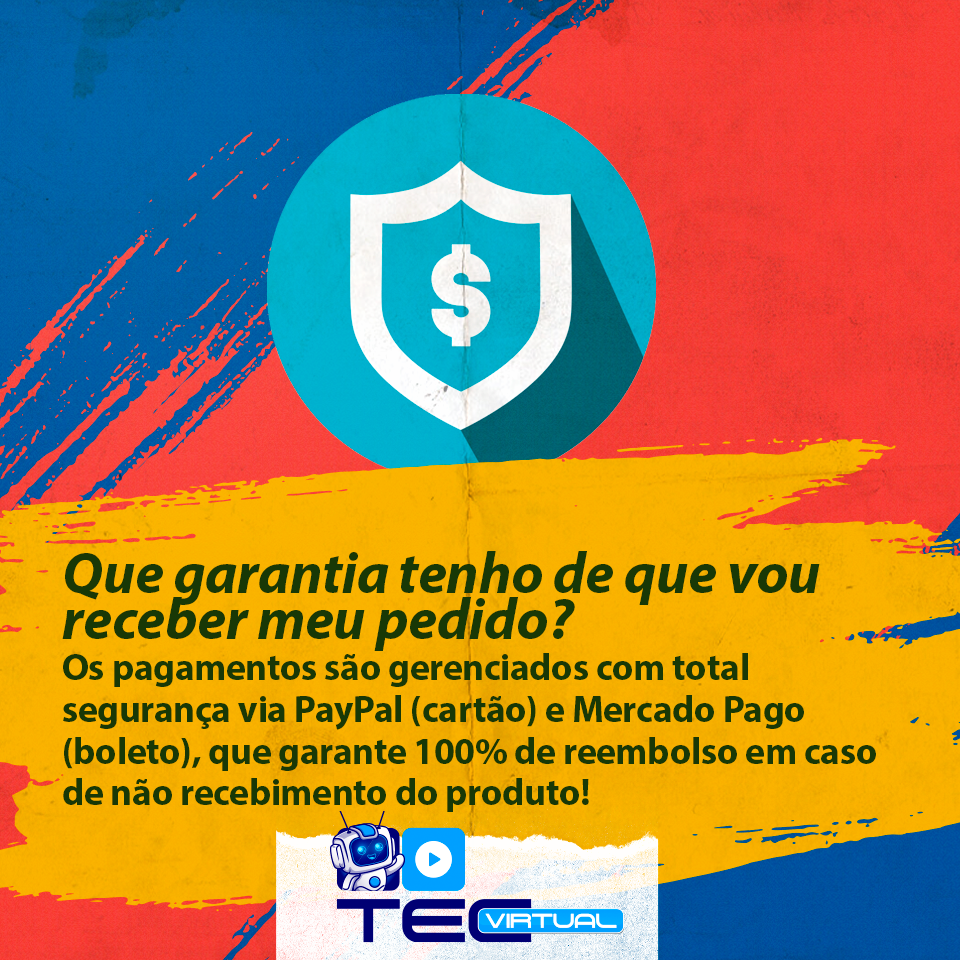 $
Que garantia tenho de que vou
receber meu pedido?
Os pagamentos são gerenciados com total
segurança via PayPal (cartão) e Mercado Pago
(boleto), que garante 100% de reembolso em caso
de não recebimento do produto!
TEC VIRTUAL